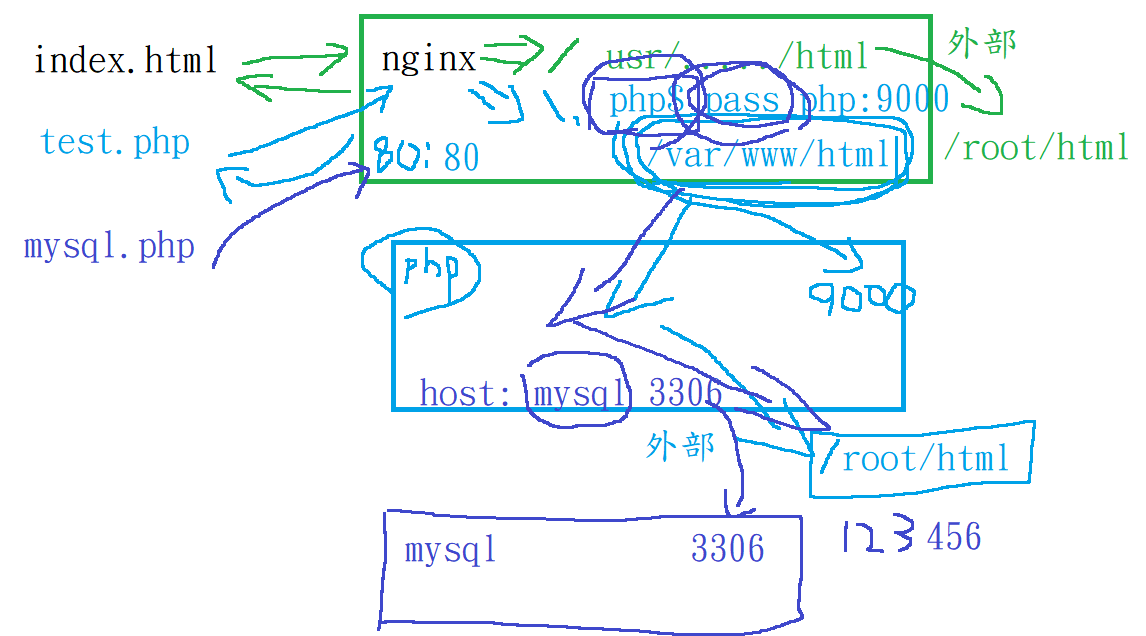 index.html
nginx
usr/...../html
外部
php$ pass php:9000
test.php
80:80
/var/www/html
/root/html
mysql.php
php
9000
host: mysql 3306
外部
/root/html
mysql 3306
123456